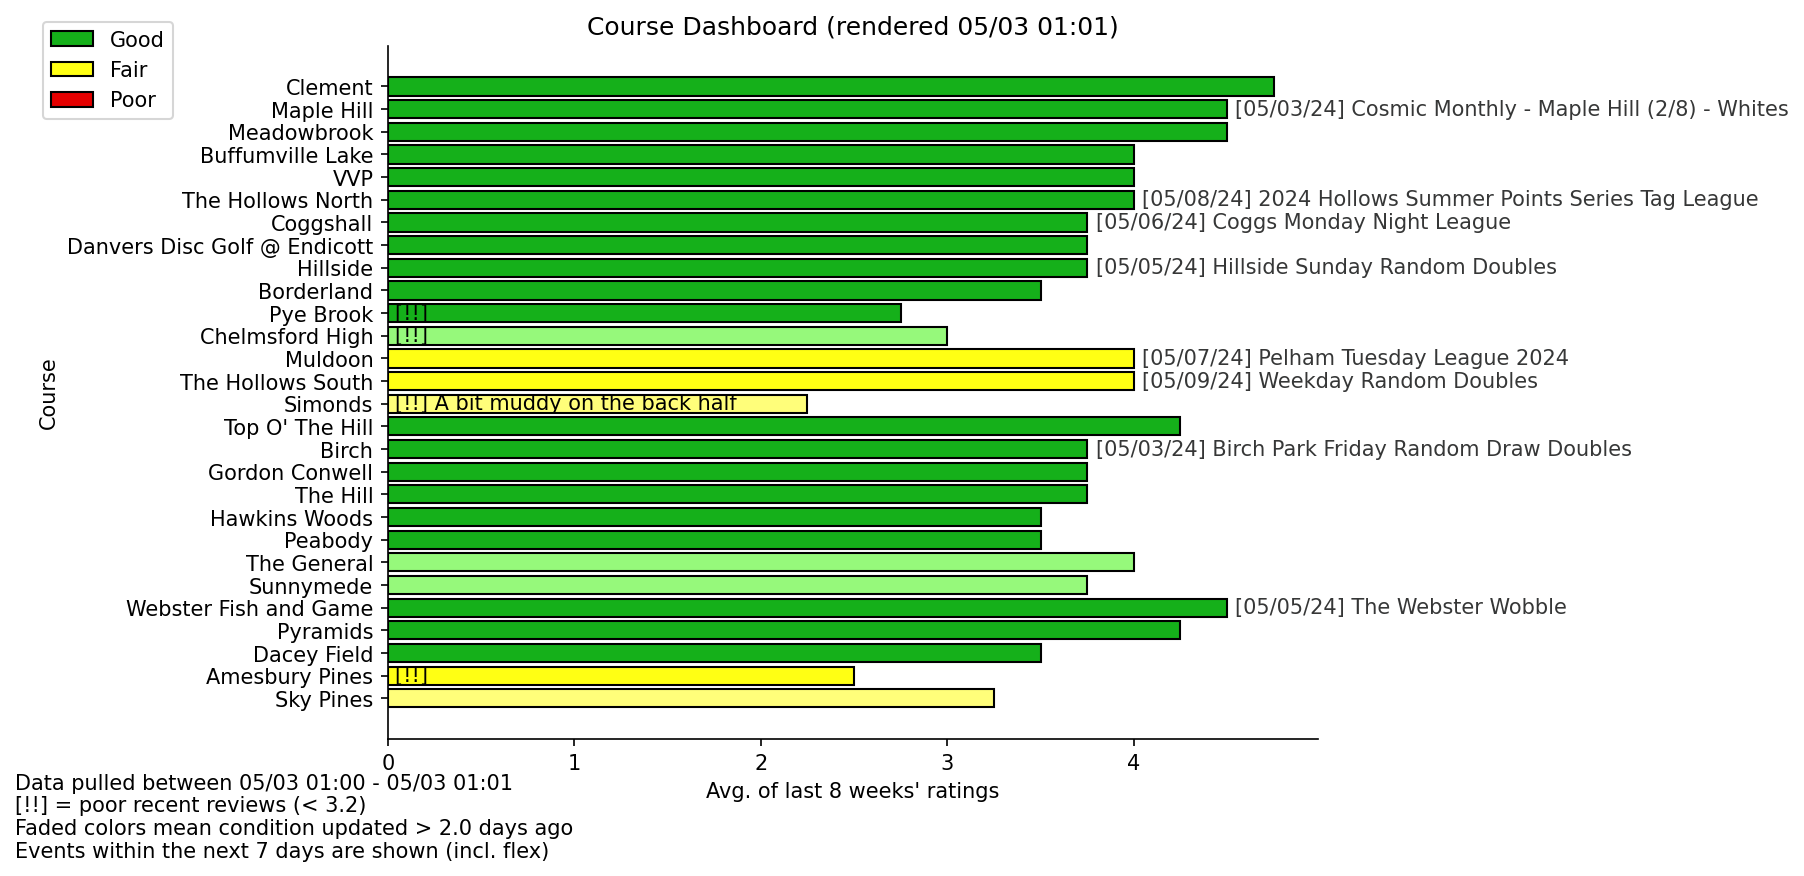 Course Dashboard (rendered 05/03 01:01)
Good
Fair
Poor
Clement
Maple Hill [05/03/24] Cosmic Monthly - Maple Hill (2/8) - Whites
Meadowbrook
Buffumville Lake
VVP
The Hollows North [05/08/24] 2024 Hollows Summer Points Series Tag League
Coggshall [05/06/24] Coggs Monday Night League
Danvers Disc Golf @ Endicott
Hillside [05/05/24] Hillside Sunday Random Doubles
Borderland
Pye Brook [!!]
Chelmsford High [!!]
Muldoon [05/07/24] Pelham Tuesday League 2024
The Hollows South [05/09/24] Weekday Random Doubles
Simonds [!!] A bit muddy on the back half
Top O' The Hill
Birch [05/03/24] Birch Park Friday Random Draw Doubles
Gordon Conwell
The Hill
Hawkins Woods
Peabody
The General
Sunnymede
Webster Fish and Game [05/05/24] The Webster Wobble
Pyramids
Dacey Field
Amesbury Pines [!!]
Sky Pines
Course
0 1 2 3 4
Avg. of last 8 weeks' ratings
Data pulled between 05/03 01:00 - 05/03 01:01
[!!] = poor recent reviews (< 3.2)
Faded colors mean condition updated > 2.0 days ago
Events within the next 7 days are shown (incl. flex)